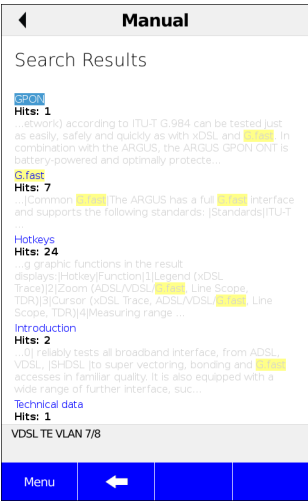 Manual
Search Results
GPON
Hits: 1
...etwork) according to ITU-T G.984 can be tested just
as easily, safely and quickly as with xDSL and G.fast. In
combination with the ARGUS, the ARGUS GPON ONT is
battery-powered and optimally protecte...
G.fast
Hits: 7
...|Common G.fast|The ARGUS has a full G.fast interface
and supports the following standards: |Standards|ITU-T
...
Hotkeys
Hits: 24
...g graphic functions in the result
displays:|Hotkey|Function|1|Legend (xDSL
Trace)|2|Zoom (ADSL/VDSL/G.fast, Line Scope,
TDR)|3|Cursor (xDSL Trace, ADSL/VDSL/G.fast, Line
Scope, TDR)|4|Measuring range ...
Introduction
Hits: 2
...0| reliably tests all broadband interface, from ADSL,
VDSL, |SHDSL |to super vectoring, bonding and G.fast
accesses in familiar quality. It is also equipped with a
wide range of further interface, suc...
Technical data
Hits: 1
VDSL TE VLAN 7/8
Menu